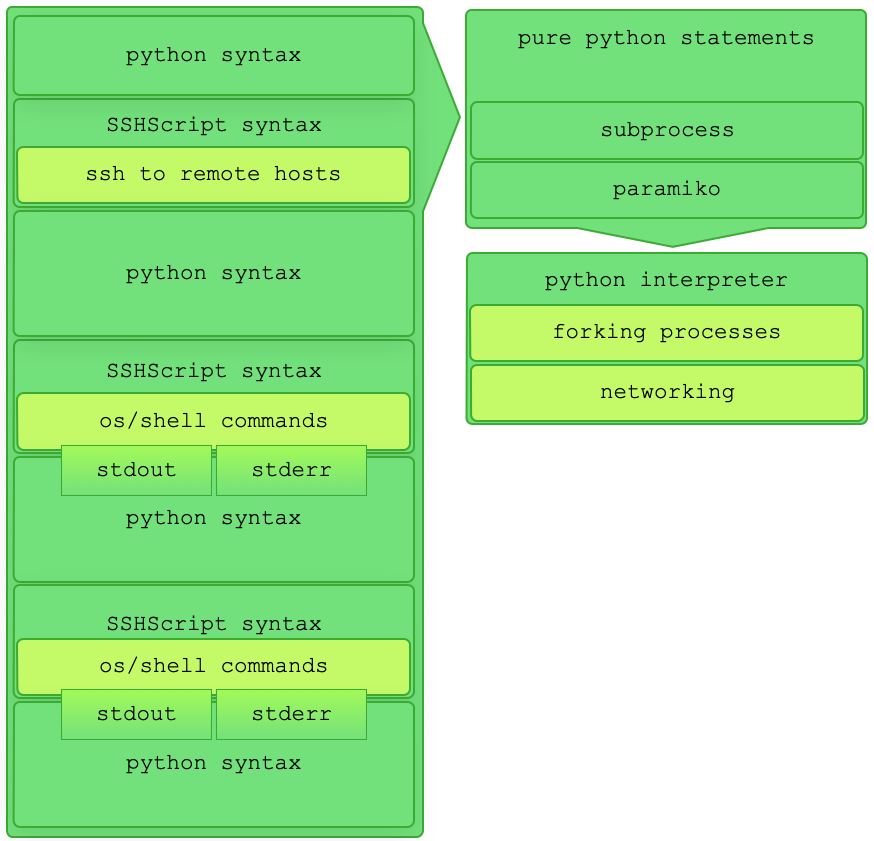 python syntax
SSHScript syntax
ssh to remote hosts
python syntax
SSHScript syntax
os/shell commands
stdout
stderr
python syntax
SSHScript syntax
os/shell commands
stdout
stderr
python syntax
pure python statements
subprocess
paramiko
python interpreter
forking processes
networking